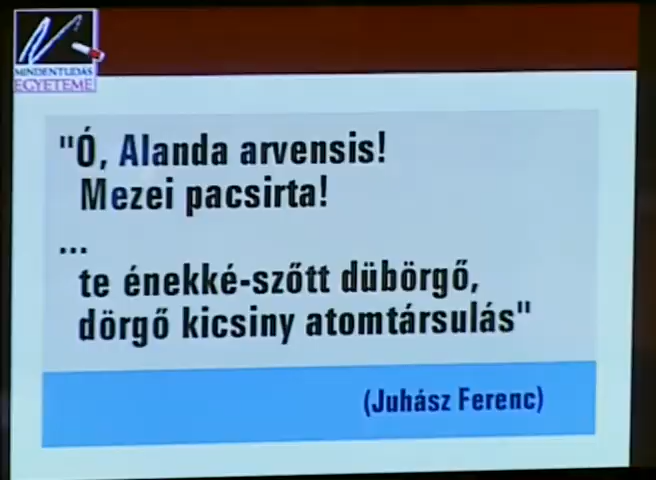 MINDENTUDÁS
EGYETEME
"Ó, Alanda arvensis!
Mezei pacsirta!
...
te énekké-szőtt dübörgő,
dörgő kicsiny atomtársulás"
(Juhász Ferenc)